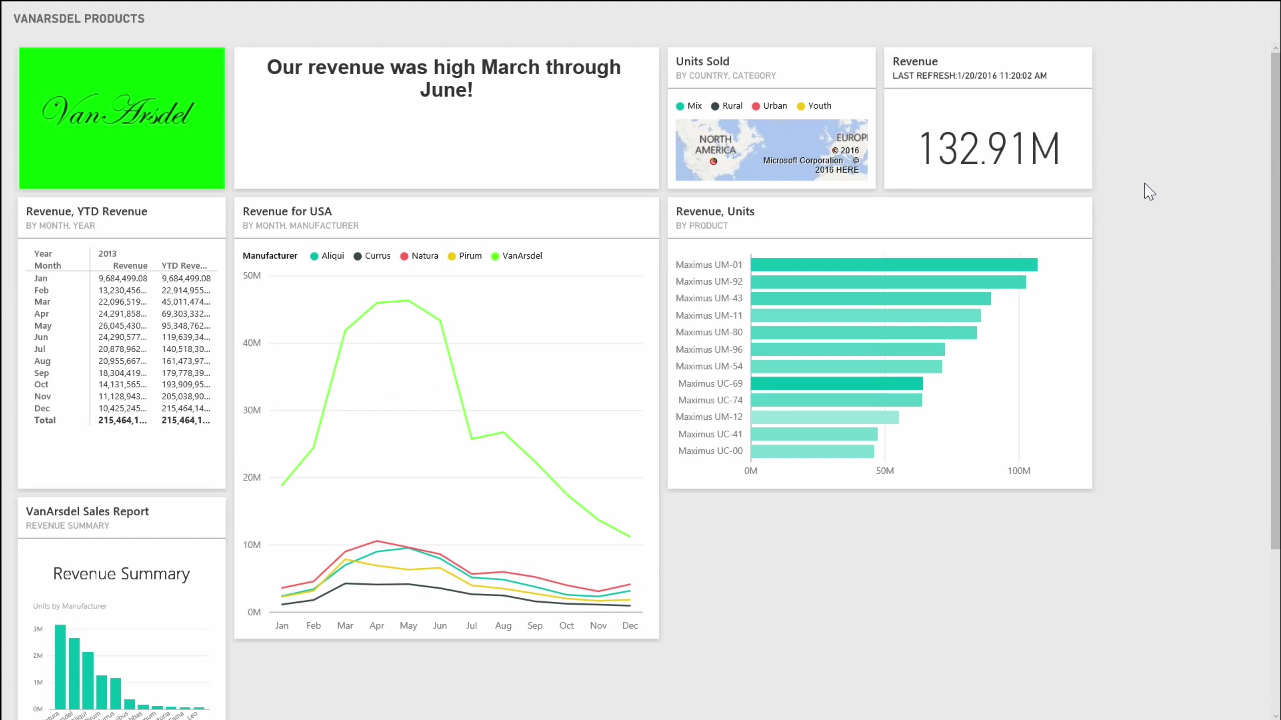 VANARSDEL PRODUCTS
VanArsdel
Our revenue was high March through
June!
Units Sold
BY COUNTRY, CATEGORY
Mix Rural Urban Youth
NORTH
AMERICA
EUROP
© 2016
Microsoft Corporation ©
2016 HERE
Revenue
LAST REFRESH:1/20/2016 11:20:02 AM
132.91M
Revenue, YTD Revenue
BY MONTH, YEAR
Year 2013
Month Revenue YTD Reve...
Jan 9,684,499.08 9,684,499.08
Feb 13,230,456... 22,914,955...
Mar 22,096,519... 45,011,474...
Apr 24,291,858... 69,303,332...
May 26,045,430... 95,348,762...
Jun 24,290,577... 119,639,34...
Jul 20,878,962... 140,518,30...
Aug 20,955,667... 161,473,97...
Sep 18,304,419... 179,778,39...
Oct 14,131,565... 193,909,95...
Nov 11,128,943... 205,038,90...
Dec 10,425,245... 215,464,14...
Total 215,464,1... 215,464,1...
Revenue for USA
BY MONTH, MANUFACTURER
Manufacturer Aliqui Currus Natura Pirum VanArsdel
50M
40M
30M
20M
10M
0M
Jan Feb Mar Apr May Jun Jul Aug Sep Oct Nov Dec
Revenue, Units
BY PRODUCT
Maximus UM-01
Maximus UM-92
Maximus UM-43
Maximus UM-11
Maximus UM-80
Maximus UM-96
Maximus UM-54
Maximus UC-69
Maximus UC-74
Maximus UM-12
Maximus UC-41
Maximus UC-00
0M 50M 100M
VanArsdel Sales Report
REVENUE SUMMARY
Revenue Summary
Units by Manufacturer
3M
2M
1M
0M